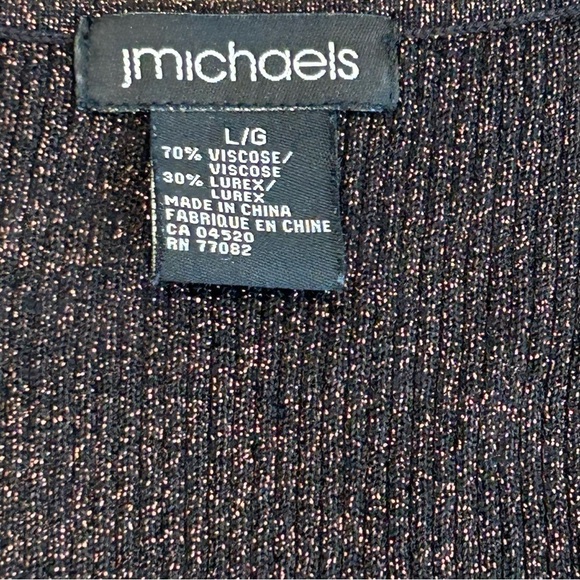 jmichaels
L/G
70% VISCOSE/
VISCOSE
30% LUREX/
LUREX
MADE IN CHINA
FABRIQUE EN CHINE
CA 04520
RN 77082